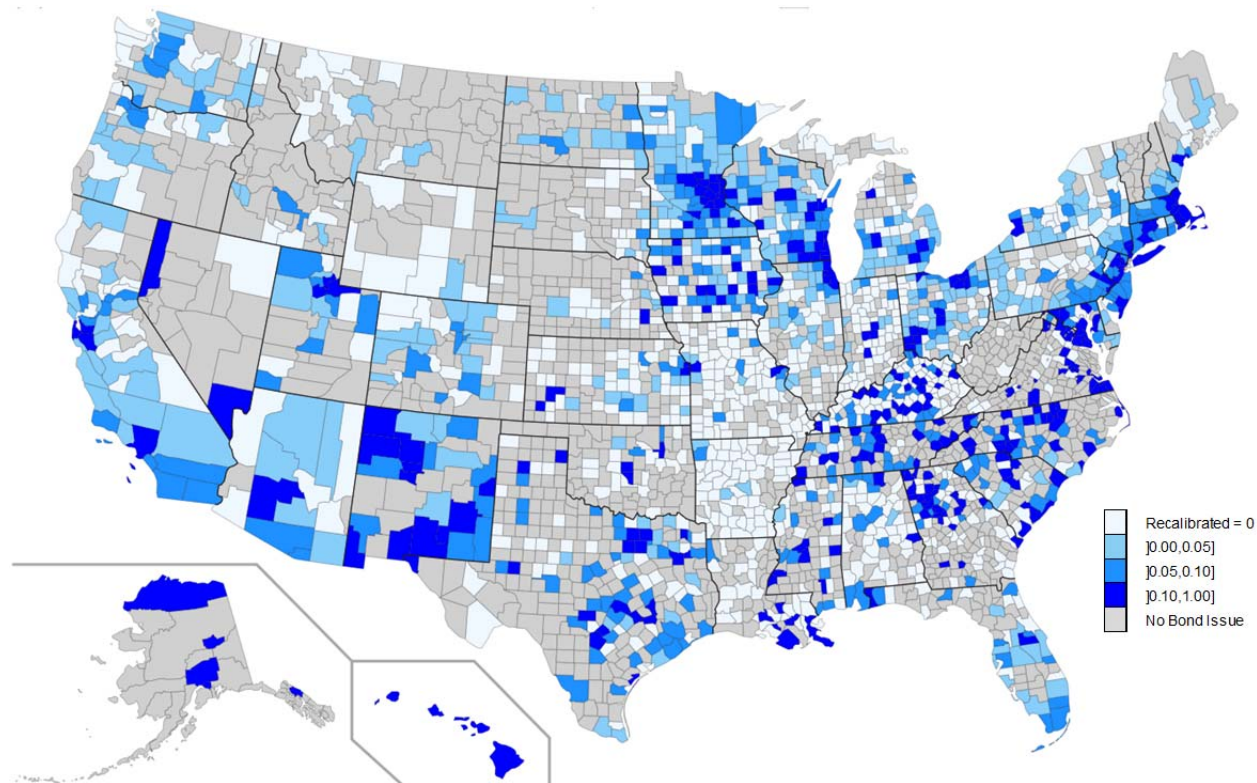 Recalibrated = 0
]0.00,0.05]
]0.05,0.10]
]0.10,1.00]
No Bond Issue